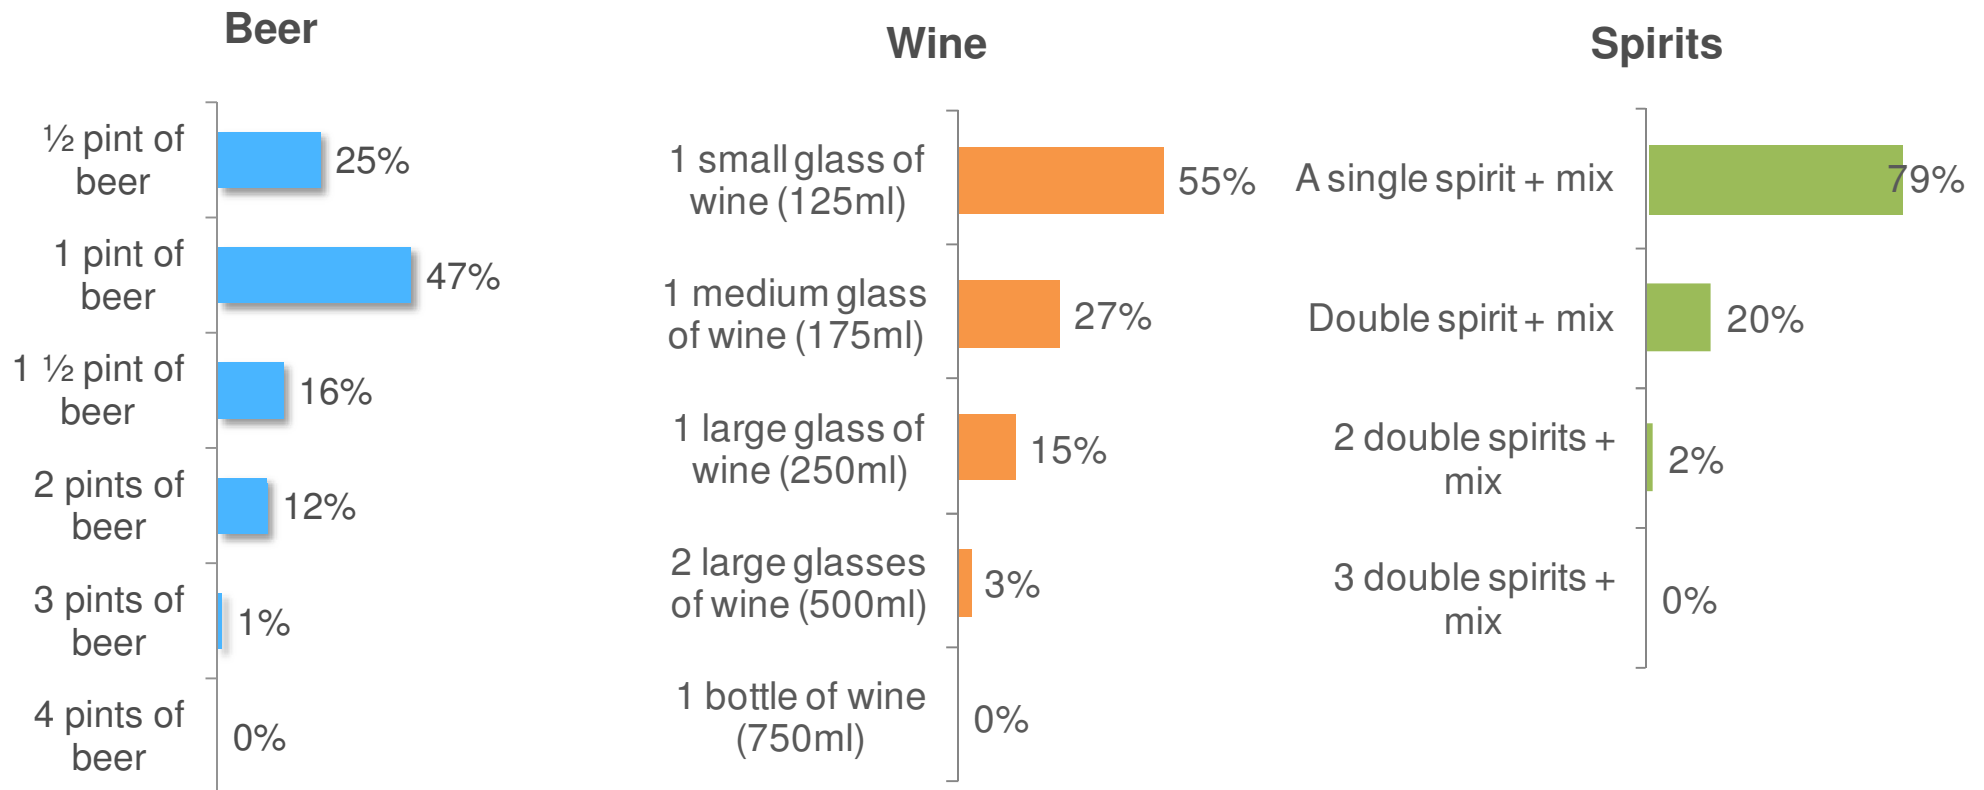 Beer
½ pint of
beer
25%
1 pint of
beer
47%
1 ½ pint of
beer
16%
2 pints of
beer
12%
3 pints of
beer
1%
4 pints of
beer
0%
Wine
1 small glass of
wine (125ml)
55%
1 medium glass
of wine (175ml)
27%
1 large glass of
wine (250ml)
15%
2 large glasses
of wine (500ml)
3%
1 bottle of wine
(750ml)
0%
Spirits
A single spirit + mix
79%
Double spirit + mix
20%
2 double spirits +
mix
2%
3 double spirits +
mix
0%